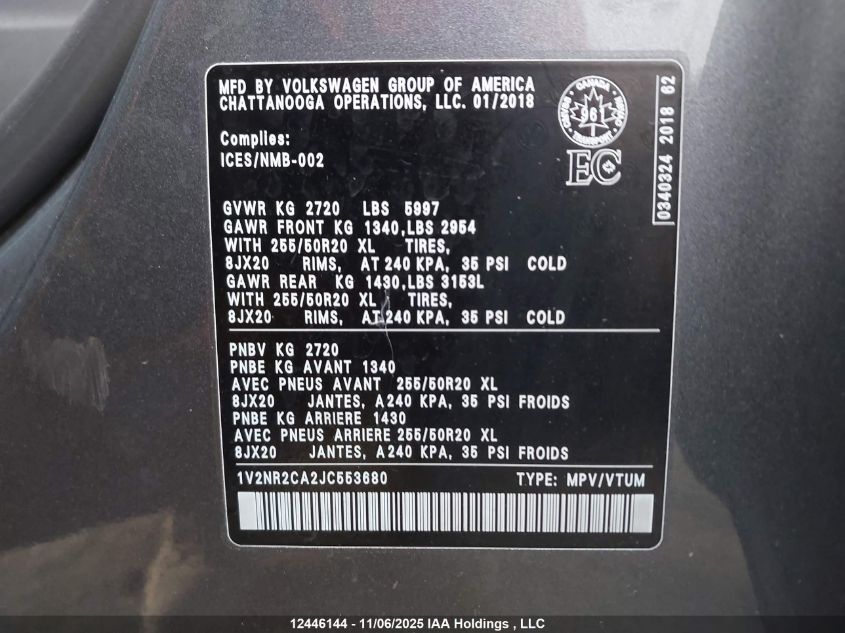 MFD BY VOLKSWAGEN GROUP OF AMERICA
CHATTANOOGA OPERATIONS, LLC. 01/2018
Complies:
ICES/NMB-002
CANADA
961
TRANSPORT
EC
0340324 2018 62
GVWR KG 2720 LBS 5997
GAWR FRONT KG 1340,LBS 2954
WITH 255/50R20 XL TIRES,
8JX20 RIMS, AT 240 KPA, 35 PSI COLD
GAWR REAR KG 1430,LBS 3153L
WITH 255/50R20 XL TIRES,
8JX20 RIMS, AT 240 KPA, 35 PSI COLD
PNBV KG 2720
PNBE KG AVANT 1340
AVEC PNEUS AVANT 255/50R20 XL
8JX20 JANTES, A 240 KPA, 35 PSI FROIDS
PNBE KG ARRIERE 1430
AVEC PNEUS ARRIERE 255/50R20 XL
8JX20 JANTES, A 240 KPA, 35 PSI FROIDS
1V2NR2CA2JC553680 TYPE: MPV/VTUM
12446144 - 11/06/2025 IAA Holdings , LLC